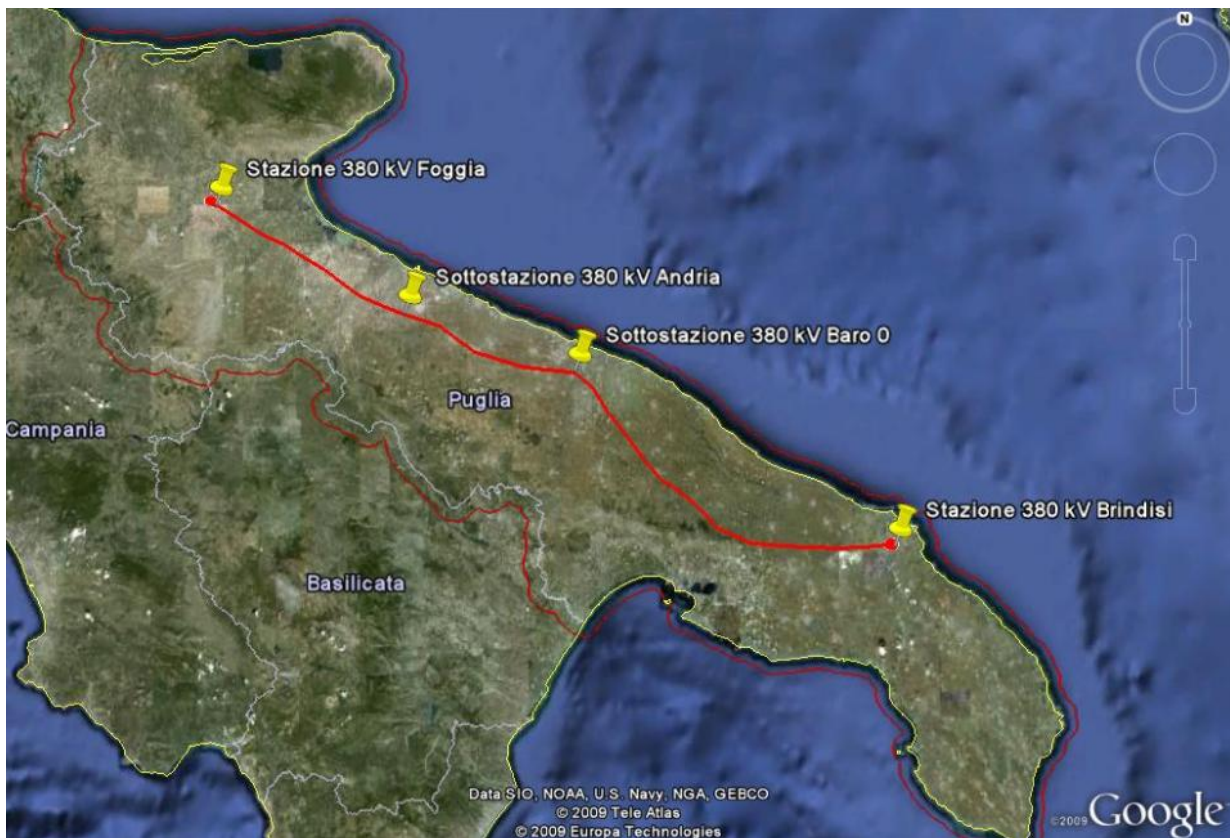 N
Stazione 380 kV Foggia
Sottostazione 380 kV Andria
Sottostazione 380 kV Baro 0
Puglia
Campania
Stazione 380 kV Brindisi
Basilicata
Data SIO, NOAA, U.S. Navy, NGA, GEBCO
© 2009 Tele Atlas
© 2009 Europa Technologies
©2009 Google